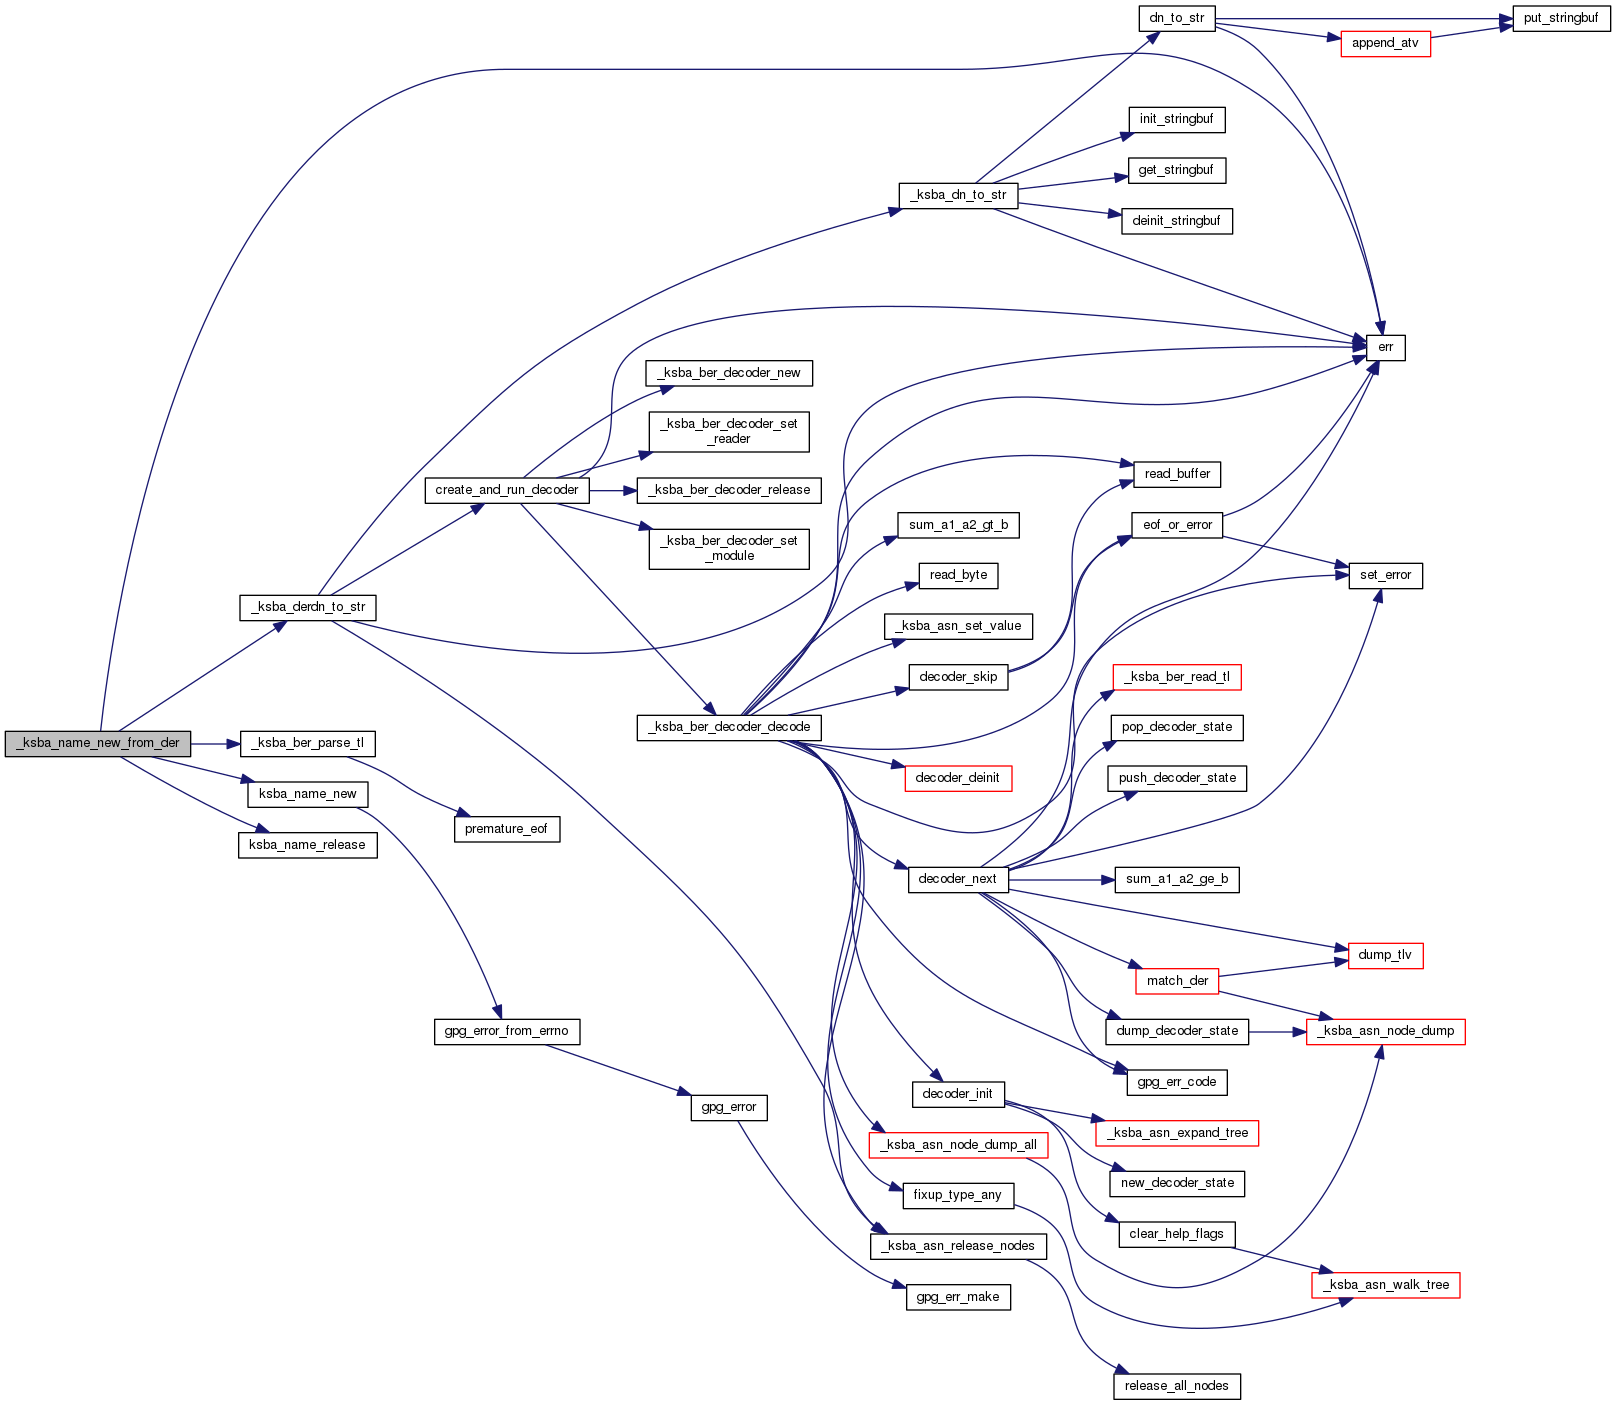 dn_to_str
put_stringbuf
append_atv
init_stringbuf
get_stringbuf
_ksba_dn_to_str
deinit_stringbuf
err
_ksba_ber_decoder_new
_ksba_ber_decoder_set
_reader
read_buffer
create_and_run_decoder
_ksba_ber_decoder_release
sum_a1_a2_gt_b
eof_or_error
_ksba_ber_decoder_set
_module
read_byte
set_error
_ksba_derdn_to_str
_ksba_asn_set_value
decoder_skip
_ksba_ber_read_tl
_ksba_ber_decoder_decode
pop_decoder_state
_ksba_name_new_from_der
_ksba_ber_parse_tl
decoder_deinit
push_decoder_state
ksba_name_new
premature_eof
ksba_name_release
decoder_next
sum_a1_a2_ge_b
dump_tlv
match_der
gpg_error_from_errno
dump_decoder_state
_ksba_asn_node_dump
gpg_err_code
decoder_init
gpg_error
_ksba_asn_expand_tree
_ksba_asn_node_dump_all
new_decoder_state
fixup_type_any
clear_help_flags
_ksba_asn_release_nodes
_ksba_asn_walk_tree
gpg_err_make
release_all_nodes